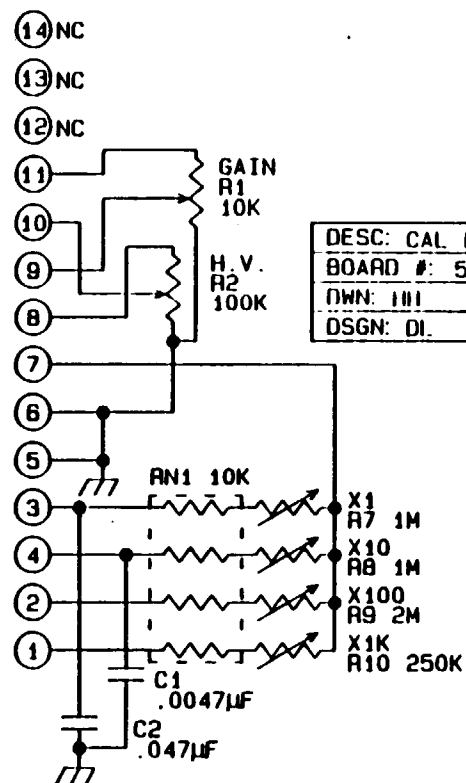 14 NC
13 NC
12 NC
11
GAIN
R1
10K
10
9
H.V.
R2
100K
8
DESC: CAL
BOARD #: 5
DWN:
DSGN:
7
6
5
RN1 10K
3
X1
R7 1M
4
X10
R8 1M
2
X100
R9 2M
1
X1K
R10 250K
C1
.0047µF
C2
.047µF